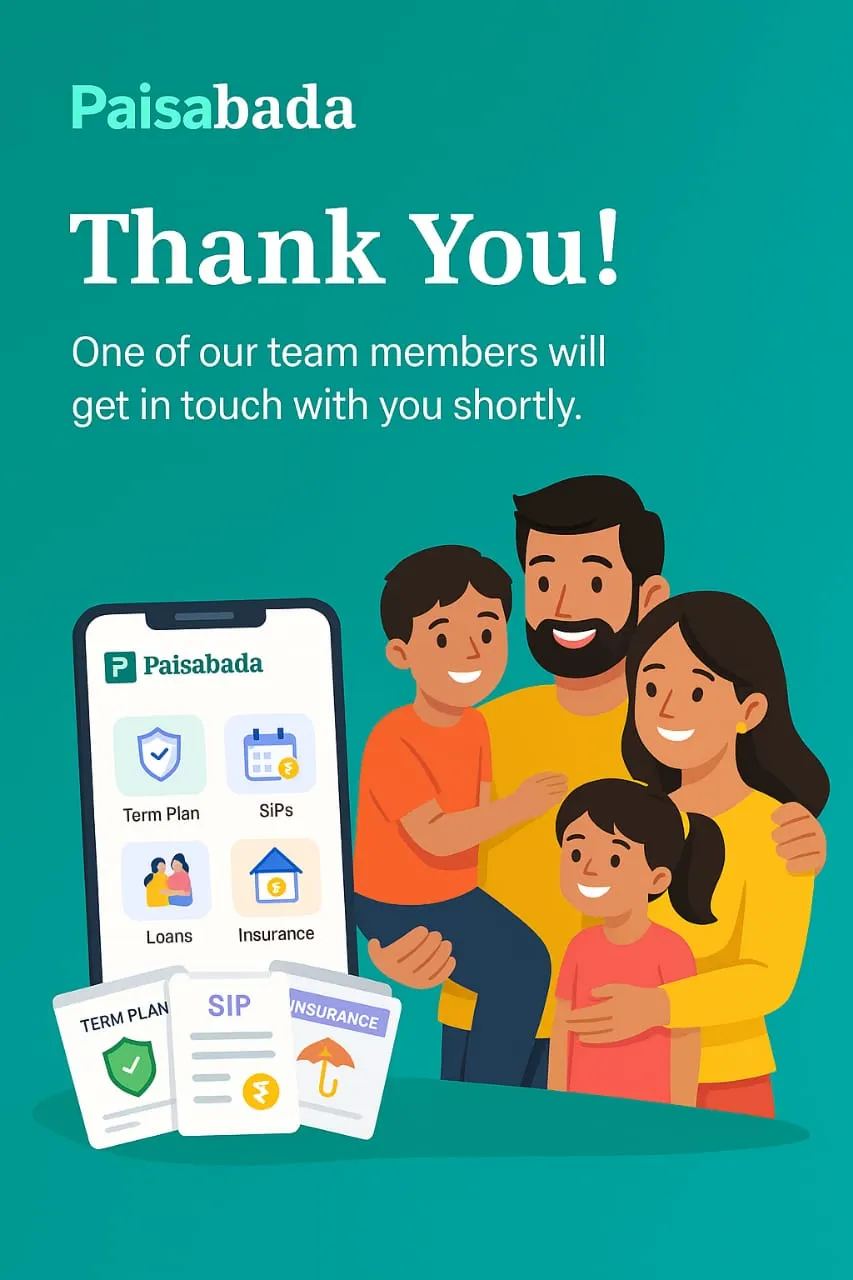 Paisabada
Thank You!
One of our team members will
get in touch with you shortly.
P Paisabada
Term Plan
SiPs
Loans
Insurance
TERM PLAN
SIP
INSURANCE